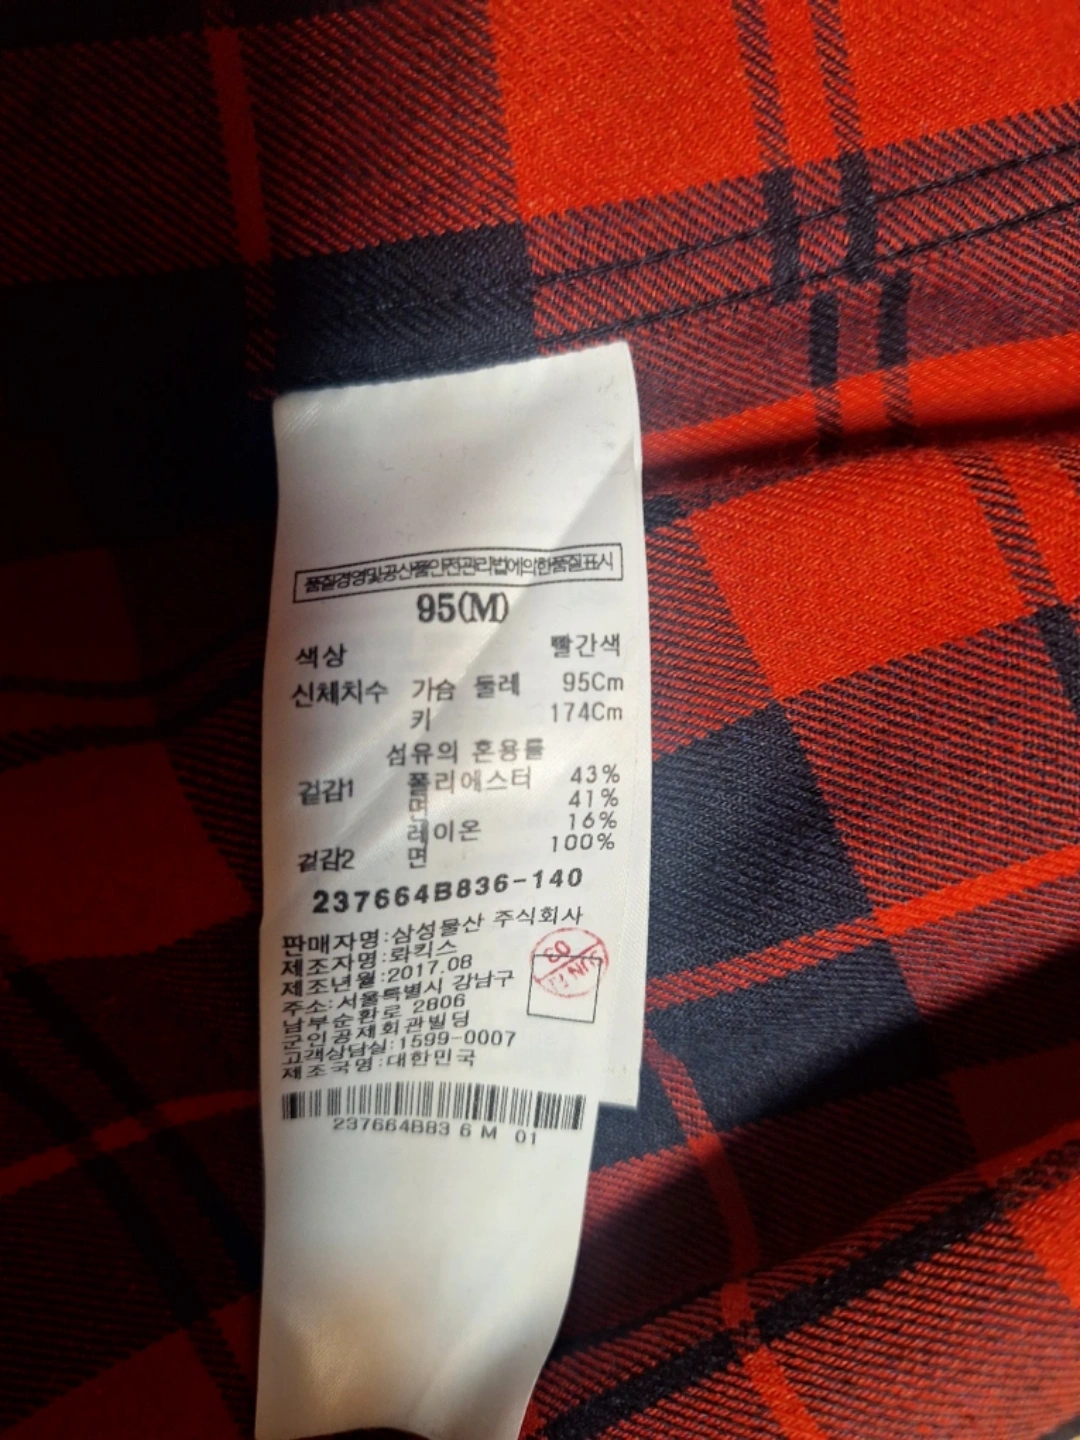 품질경영및공산품안전관리법에의한품질표시
95(M)
색상 빨간색
신체치수 가슴 둘레 95Cm
키 174Cm
섬유의 혼용률
겉감1 폴리에스터 43%
면 41%
레이온 16%
겉감2 면 100%
237664B836-140
판매자명:삼성물산 주식회사
제조자명:롸킥스
제조년월:2017.08
주소:서울특별시 강남구
남부순환로 2806
군인공제회관빌딩
고객상담실:1599-0007
제조국명:대한민국
03
237664B83 6 M 01